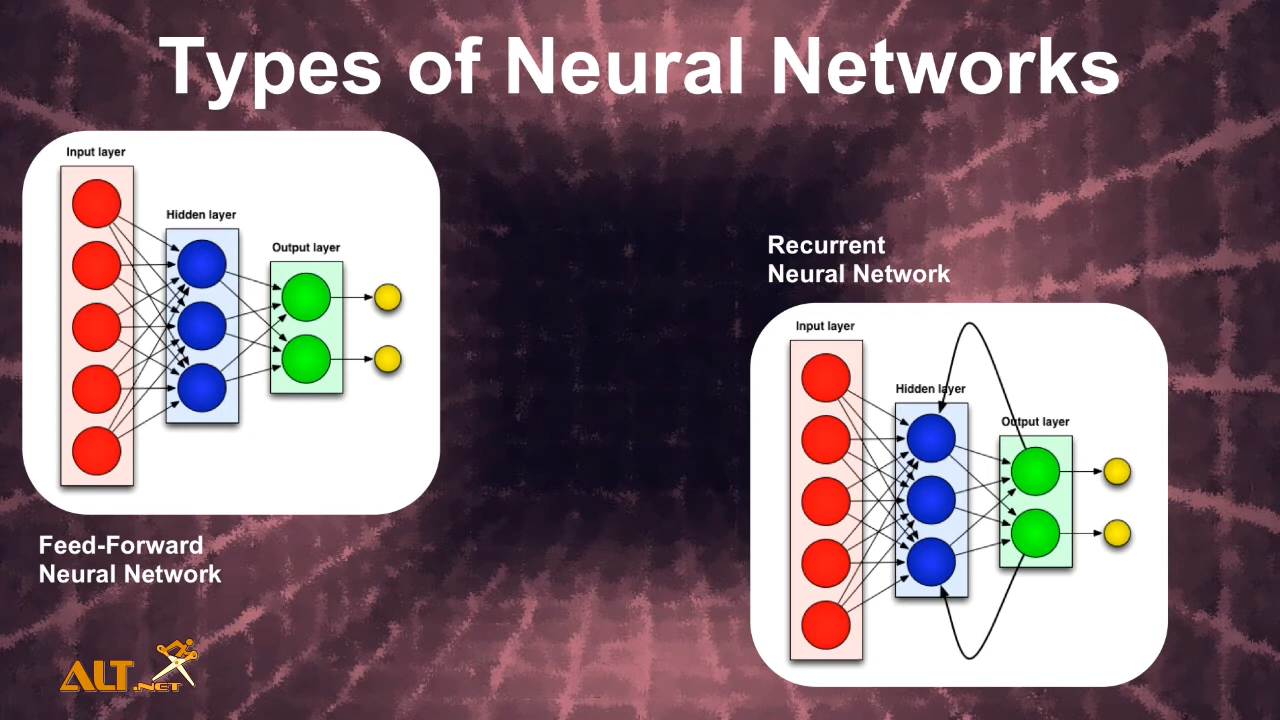 Types of Neural Networks
Input layer
Hidden layer
Output layer
Feed-Forward
Neural Network
Recurrent
Neural Network
Input layer
Hidden layer
Output layer
ALT.NET